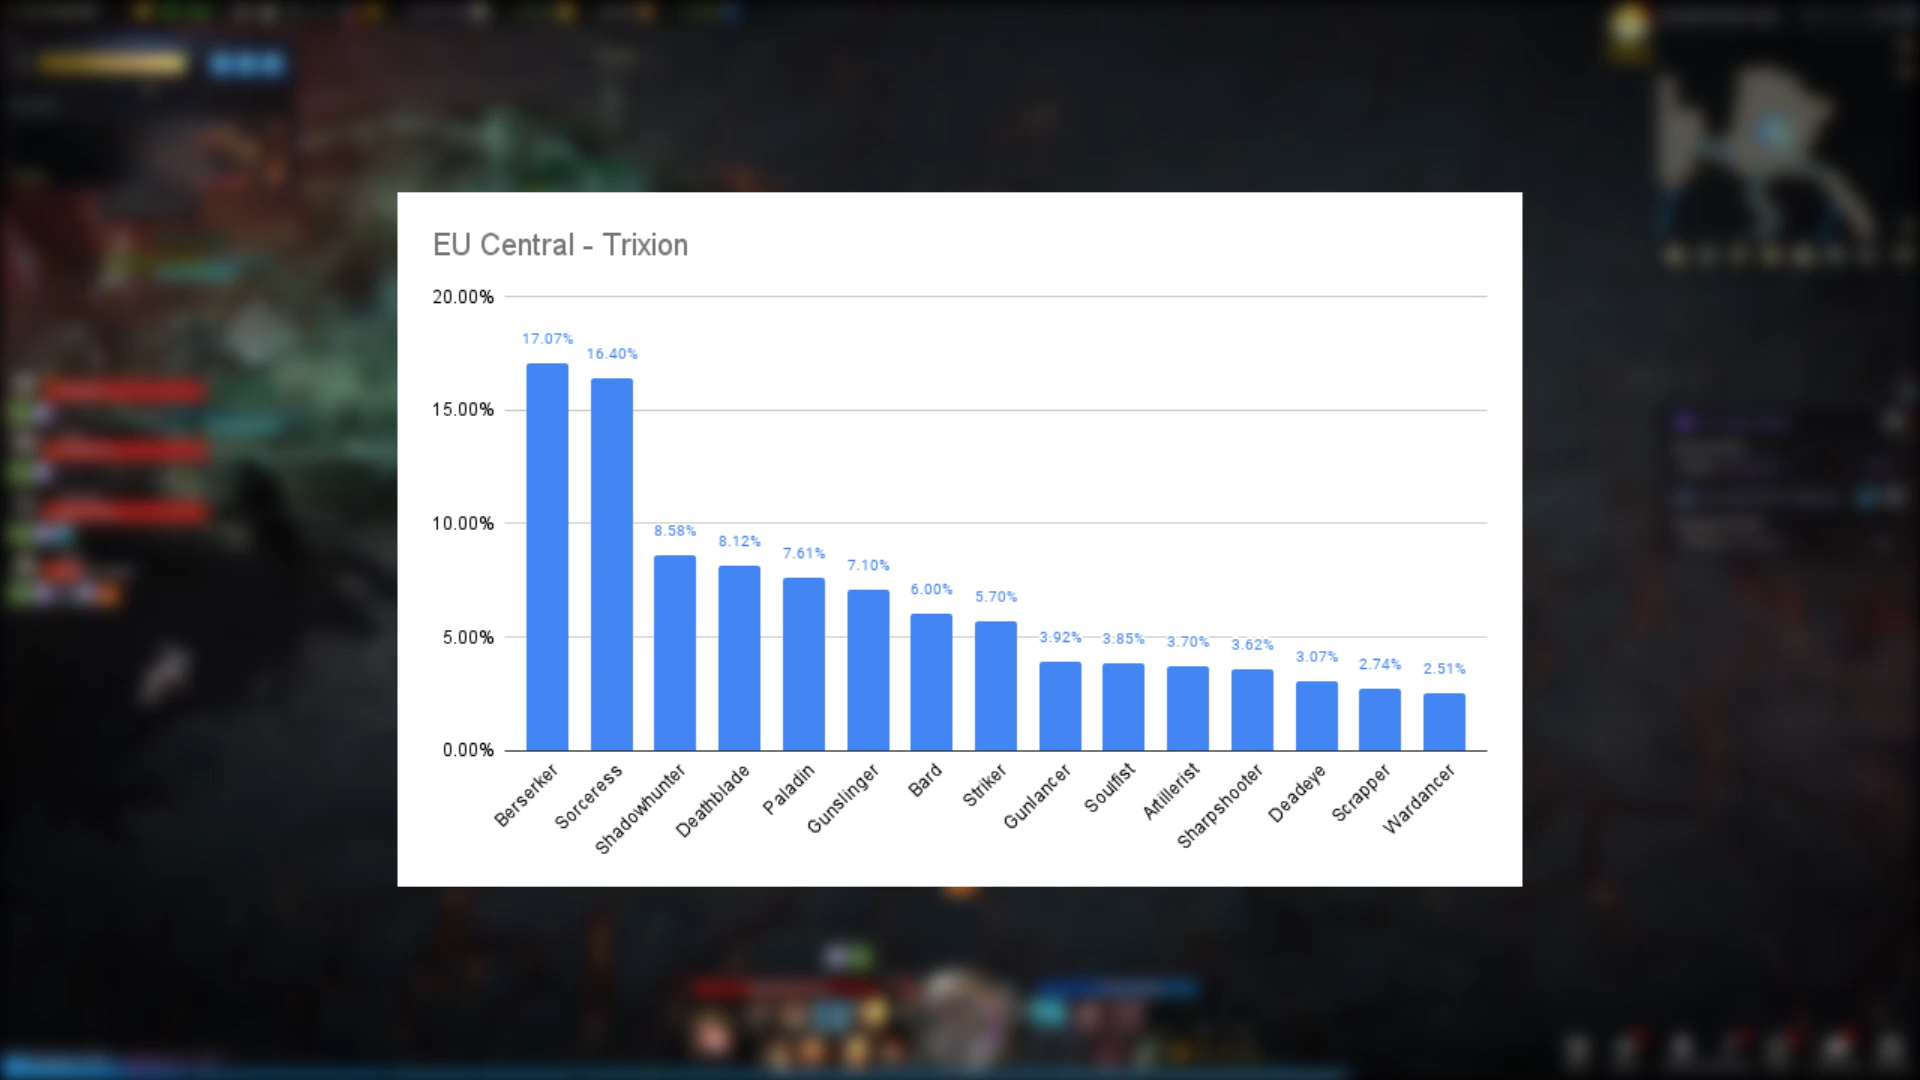 EU Central - Trixion
20.00%
15.00%
10.00%
5.00%
0.00%
17.07%
16.40%
8.58%
8.12%
7.61%
7.10%
6.00%
5.70%
3.92%
3.85%
3.70%
3.62%
3.07%
2.74%
2.51%
Berserker
Sorceress
Shadowhunter
Deathblade
Paladin
Gunslinger
Bard
Striker
Gunlancer
Soulfist
Artillerist
Sharpshooter
Deadeye
Scrapper
Wardancer